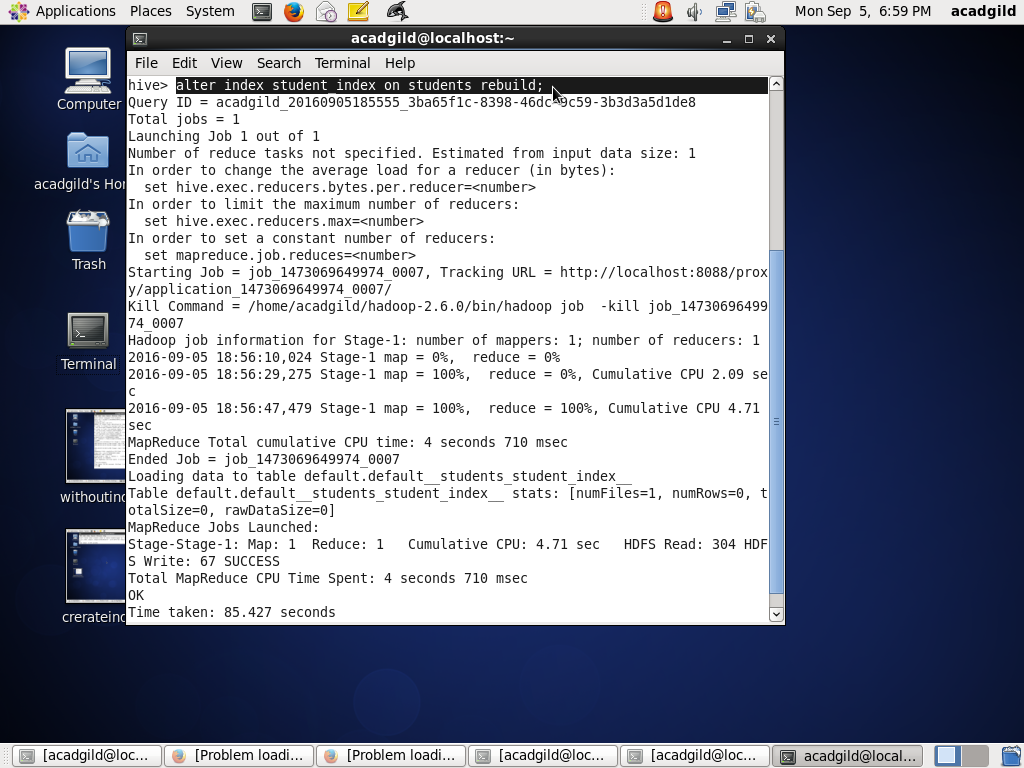 Applications Places System
Mon Sep 5, 6:59 PM acadgild
acadgild@localhost:~
File Edit View Search Terminal Help
hive> alter index student_index on students rebuild;
Query ID = acadgild_20160905185555_3ba65f1c-8398-46dc-9c59-3b3d3a5d1de8
Total jobs = 1
Launching Job 1 out of 1
Number of reduce tasks not specified. Estimated from input data size: 1
In order to change the average load for a reducer (in bytes):
  set hive.exec.reducers.bytes.per.reducer=<number>
In order to limit the maximum number of reducers:
  set hive.exec.reducers.max=<number>
In order to set a constant number of reducers:
  set mapreduce.job.reduces=<number>
Starting Job = job_1473069649974_0007, Tracking URL = http://localhost:8088/prox
y/application_1473069649974_0007/
Kill Command = /home/acadgild/hadoop-2.6.0/bin/hadoop job  -kill job_14730696499
74_0007
Hadoop job information for Stage-1: number of mappers: 1; number of reducers: 1
2016-09-05 18:56:10,024 Stage-1 map = 0%,  reduce = 0%
2016-09-05 18:56:29,275 Stage-1 map = 100%,  reduce = 0%, Cumulative CPU 2.09 se
c
2016-09-05 18:56:47,479 Stage-1 map = 100%,  reduce = 100%, Cumulative CPU 4.71
sec
MapReduce Total cumulative CPU time: 4 seconds 710 msec
Ended Job = job_1473069649974_0007
Loading data to table default.default__students_student_index__
Table default.default__students_student_index__ stats: [numFiles=1, numRows=0, t
otalSize=0, rawDataSize=0]
MapReduce Jobs Launched:
Stage-Stage-1: Map: 1  Reduce: 1   Cumulative CPU: 4.71 sec   HDFS Read: 304 HDF
S Write: 67 SUCCESS
Total MapReduce CPU Time Spent: 4 seconds 710 msec
OK
Time taken: 85.427 seconds
Computer
acadgild's Hor
Trash
Terminal
withoutind
crerateind
[acadgild@loc... [Problem loadi... [Problem loadi... [acadgild@loc... [acadgild@loc... acadgild@local...